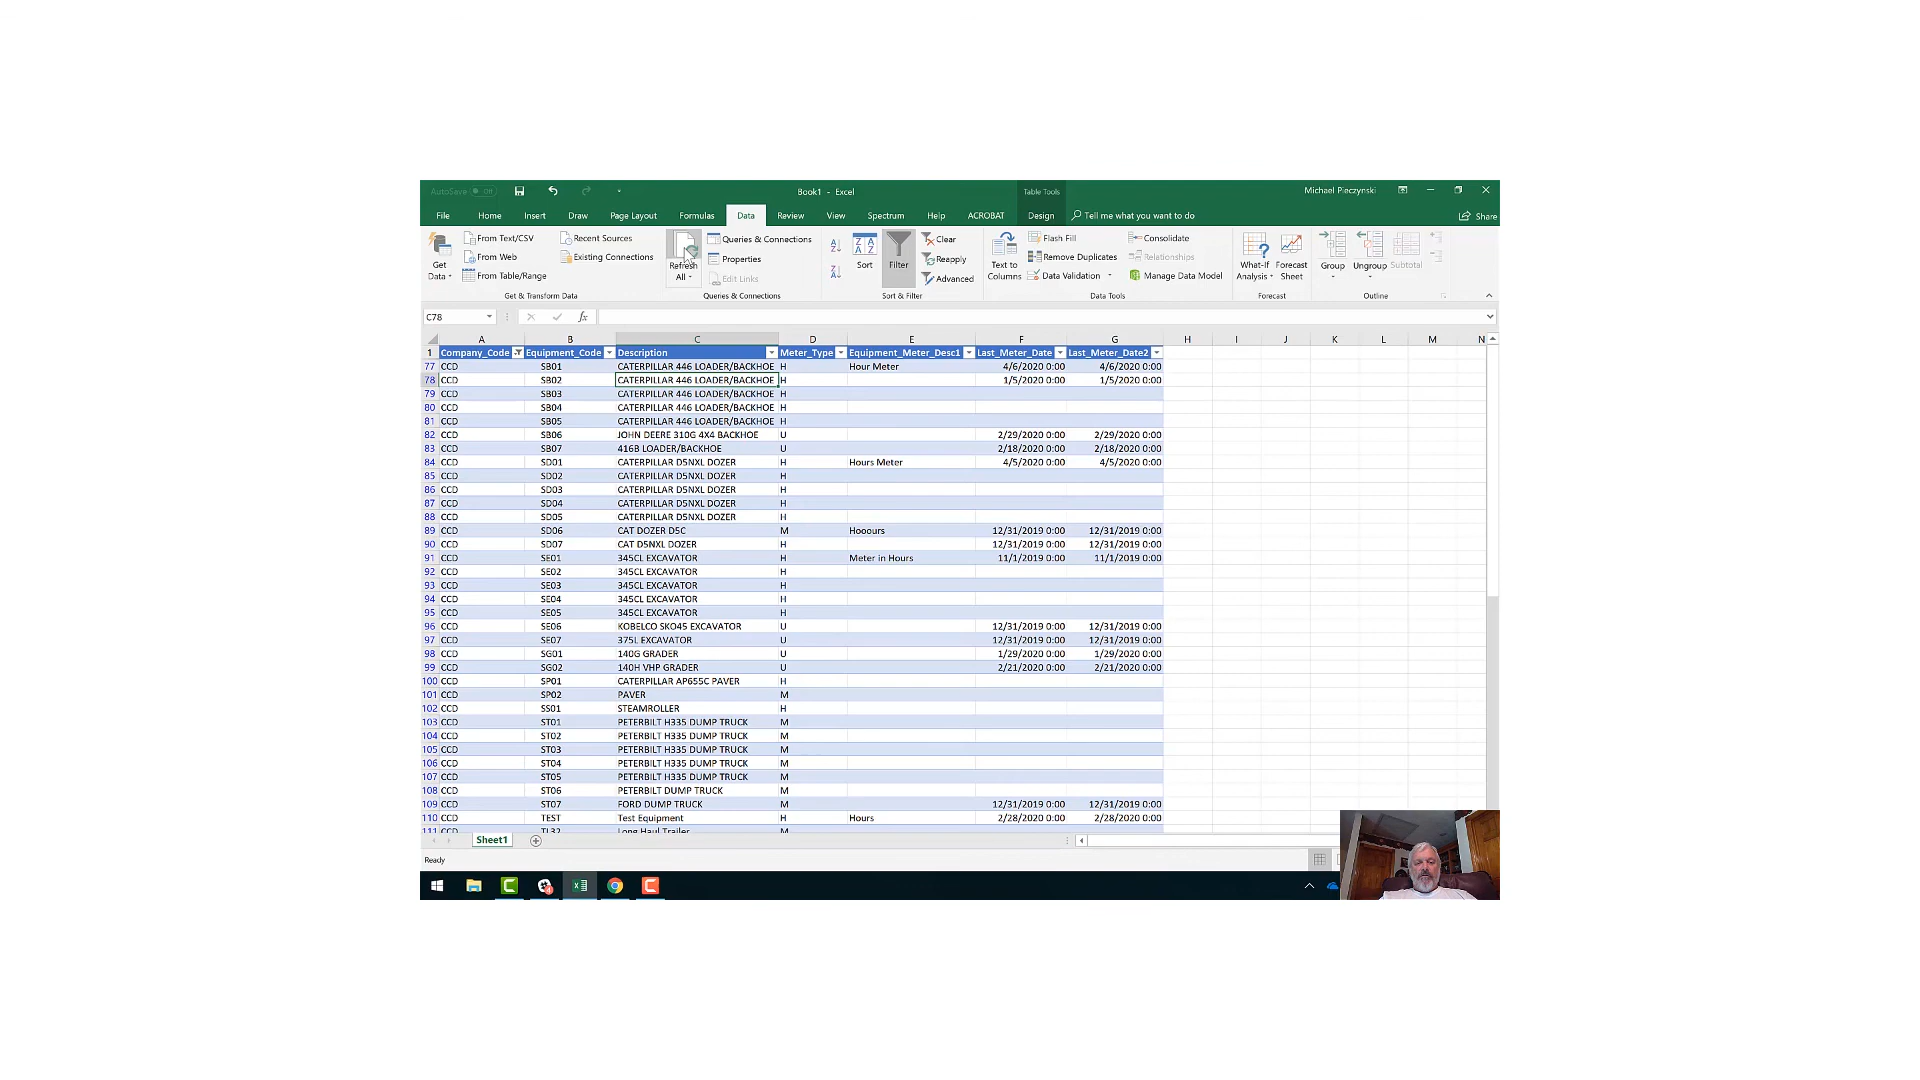 AutoSave Off Book1 - Excel Table Tools Michael Pieczynski
File Home Insert Draw Page Layout Formulas Data Review View Spectrum Help ACROBAT Design Tell me what you want to do Share
Get Data From Text/CSV From Web From Table/Range Recent Sources Existing Connections
Refresh All Queries & Connections Properties Edit Links
Sort Filter Clear Reapply Advanced
Text to Columns Flash Fill Remove Duplicates Data Validation Consolidate Relationships Manage Data Model
What-If Analysis Forecast Sheet Group Ungroup Subtotal
Get & Transform Data Queries & Connections Sort & Filter Data Tools Forecast Outline
C78 fx
A B C D E F G H I J K L M N
1 Company_Code Equipment_Code Description Meter_Type Equipment_Meter_Desc1 Last_Meter_Date Last_Meter_Date2
77 CCD SB01 CATERPILLAR 446 LOADER/BACKHOE H Hour Meter 4/6/2020 0:00 4/6/2020 0:00
78 CCD SB02 CATERPILLAR 446 LOADER/BACKHOE H 1/5/2020 0:00 1/5/2020 0:00
79 CCD SB03 CATERPILLAR 446 LOADER/BACKHOE H
80 CCD SB04 CATERPILLAR 446 LOADER/BACKHOE H
81 CCD SB05 CATERPILLAR 446 LOADER/BACKHOE H
82 CCD SB06 JOHN DEERE 310G 4X4 BACKHOE U 2/29/2020 0:00 2/29/2020 0:00
83 CCD SB07 416B LOADER/BACKHOE U 2/18/2020 0:00 2/18/2020 0:00
84 CCD SD01 CATERPILLAR D5NXL DOZER H Hours Meter 4/5/2020 0:00 4/5/2020 0:00
85 CCD SD02 CATERPILLAR D5NXL DOZER H
86 CCD SD03 CATERPILLAR D5NXL DOZER H
87 CCD SD04 CATERPILLAR D5NXL DOZER H
88 CCD SD05 CATERPILLAR D5NXL DOZER H
89 CCD SD06 CAT DOZER D5C M Hooours 12/31/2019 0:00 12/31/2019 0:00
90 CCD SD07 CAT D5NXL DOZER H 12/31/2019 0:00 12/31/2019 0:00
91 CCD SE01 345CL EXCAVATOR H Meter in Hours 11/1/2019 0:00 11/1/2019 0:00
92 CCD SE02 345CL EXCAVATOR H
93 CCD SE03 345CL EXCAVATOR H
94 CCD SE04 345CL EXCAVATOR H
95 CCD SE05 345CL EXCAVATOR H
96 CCD SE06 KOBELCO SKO45 EXCAVATOR U 12/31/2019 0:00 12/31/2019 0:00
97 CCD SE07 375L EXCAVATOR U 12/31/2019 0:00 12/31/2019 0:00
98 CCD SG01 140G GRADER U 1/29/2020 0:00 1/29/2020 0:00
99 CCD SG02 140H VHP GRADER U 2/21/2020 0:00 2/21/2020 0:00
100 CCD SP01 CATERPILLAR AP655C PAVER H
101 CCD SP02 PAVER M
102 CCD SS01 STEAMROLLER H
103 CCD ST01 PETERBILT H335 DUMP TRUCK M
104 CCD ST02 PETERBILT H335 DUMP TRUCK M
105 CCD ST03 PETERBILT H335 DUMP TRUCK M
106 CCD ST04 PETERBILT H335 DUMP TRUCK M
107 CCD ST05 PETERBILT H335 DUMP TRUCK M
108 CCD ST06 PETERBILT DUMP TRUCK M
109 CCD ST07 FORD DUMP TRUCK M 12/31/2019 0:00 12/31/2019 0:00
110 CCD TEST Test Equipment H Hours 2/28/2020 0:00 2/28/2020 0:00
111 CCD TL32 Long Haul Trailer M
Sheet1
Ready